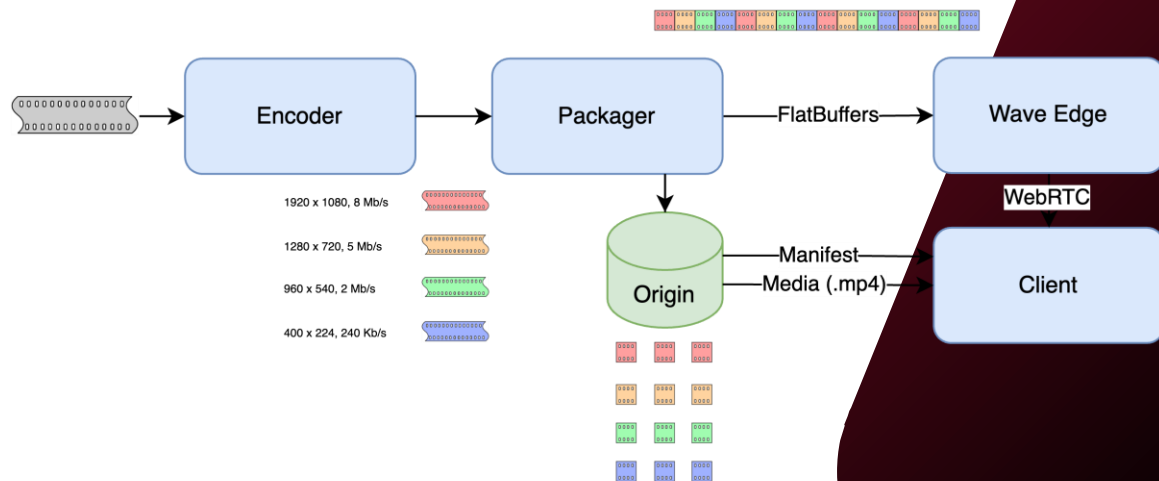 Encoder
Packager
FlatBuffers
Wave Edge
1920 x 1080, 8 Mb/s
1280 x 720, 5 Mb/s
960 x 540, 2 Mb/s
400 x 224, 240 Kb/s
WebRTC
Origin
Manifest
Media (.mp4)
Client